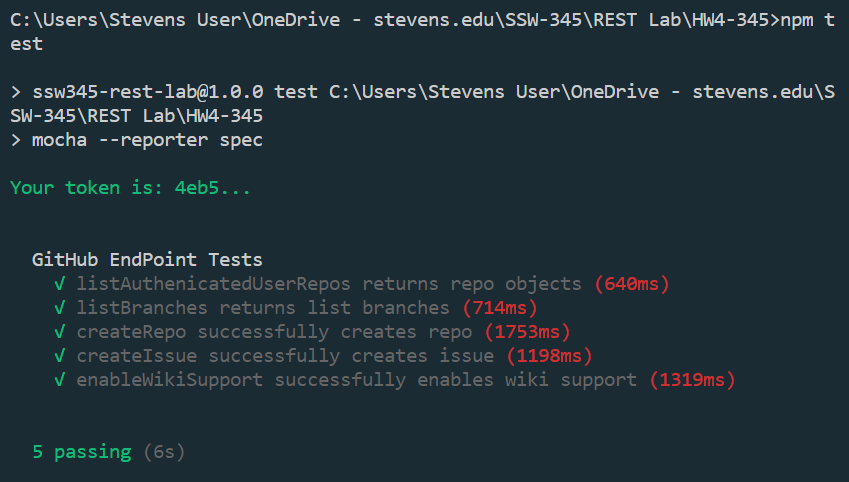 C:\Users\Stevens User\OneDrive - stevens.edu\SSW-345\REST Lab\HW4-345>npm t
est
> ssw345-rest-lab@1.0.0 test C:\Users\Stevens User\OneDrive - stevens.edu\S
SW-345\REST Lab\HW4-345
> mocha --reporter spec
Your token is: 4eb5...
GitHub EndPoint Tests
√ listAuthenicatedUserRepos returns repo objects (640ms)
√ listBranches returns list branches (714ms)
√ createRepo successfully creates repo (1753ms)
√ createIssue successfully creates issue (1198ms)
√ enableWikiSupport successfully enables wiki support (1319ms)
5 passing (6s)